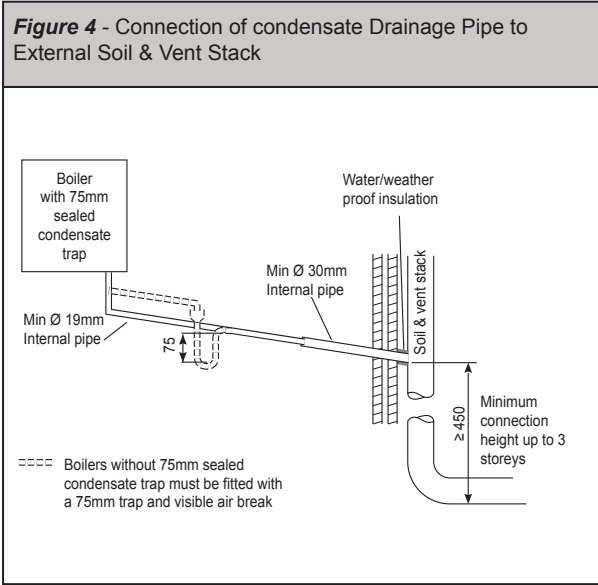 Figure 4 - Connection of condensate Drainage Pipe to
External Soil & Vent Stack
Boiler
with 75mm
sealed
condensate
trap
Water/weather
proof insulation
Min Ø 30mm
Internal pipe
Soil & vent stack
Min Ø 19mm
Internal pipe
75
≥ 450
Minimum
connection
height up to 3
storeys
Boilers without 75mm sealed
condensate trap must be fitted with
a 75mm trap and visible air break